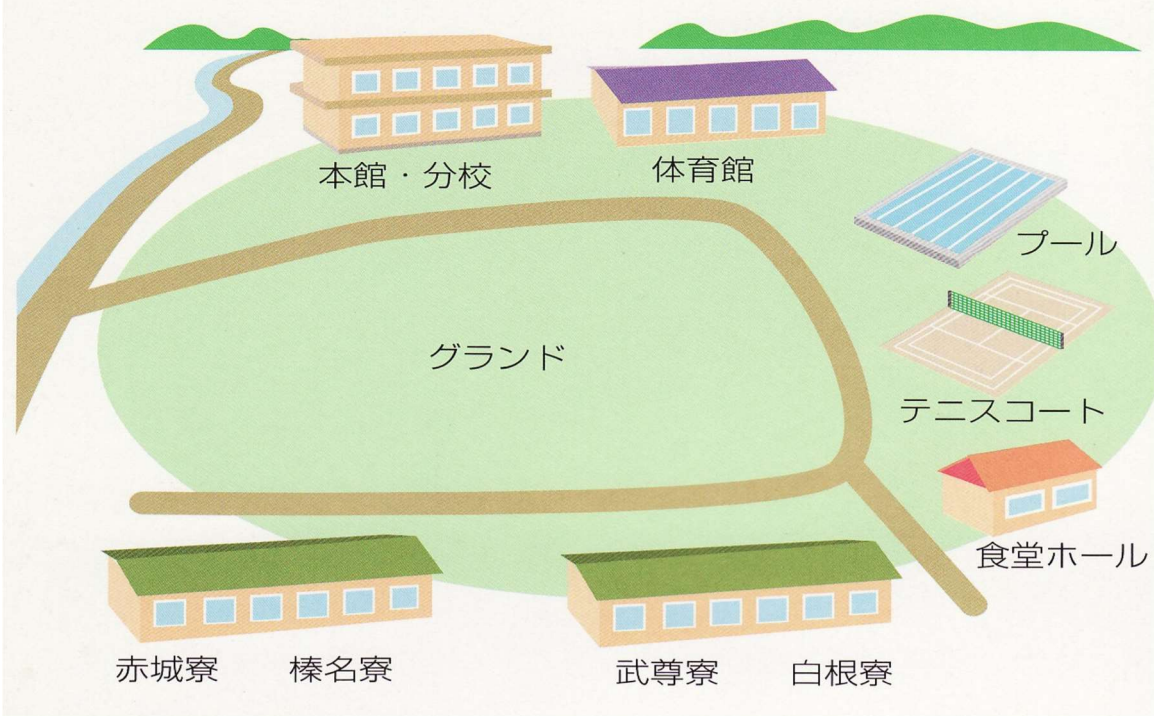 本館・分校
体育館
プール
グランド
テニスコート
食堂ホール
赤城寮 榛名寮 武尊寮 白根寮